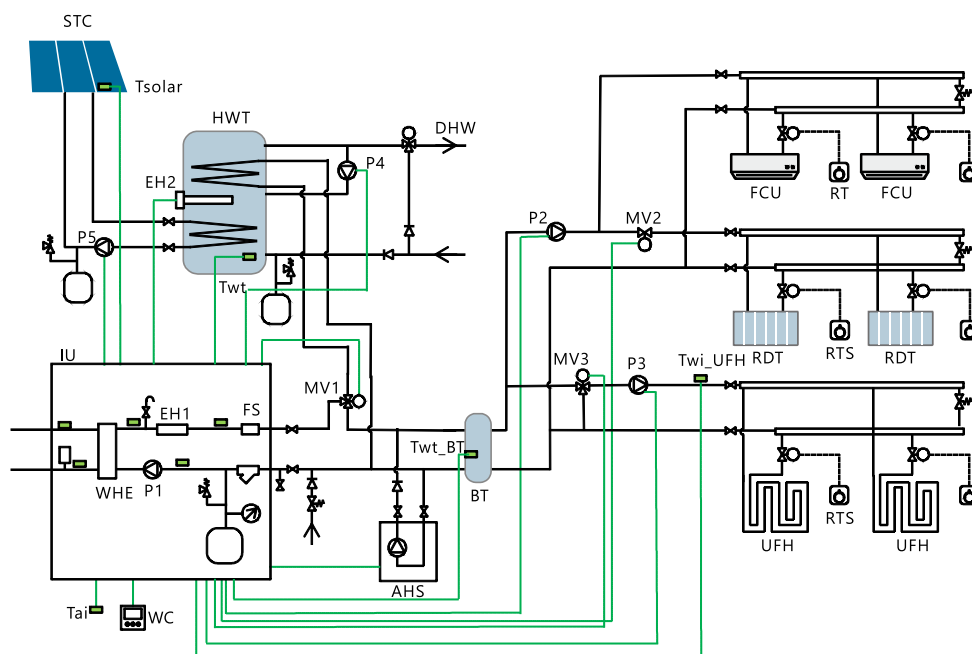 STC
Tsolar
HWT
DHW
P4
EH2
FCU
RT
FCU
P2
MV2
P5
Twt
RDT
RTS
RDT
IU
MV3
P3
Twi_UFH
MV1
EH1
FS
Twt_BT
WHE
P1
BT
RTS
UFH
UFH
AHS
Tai
WC